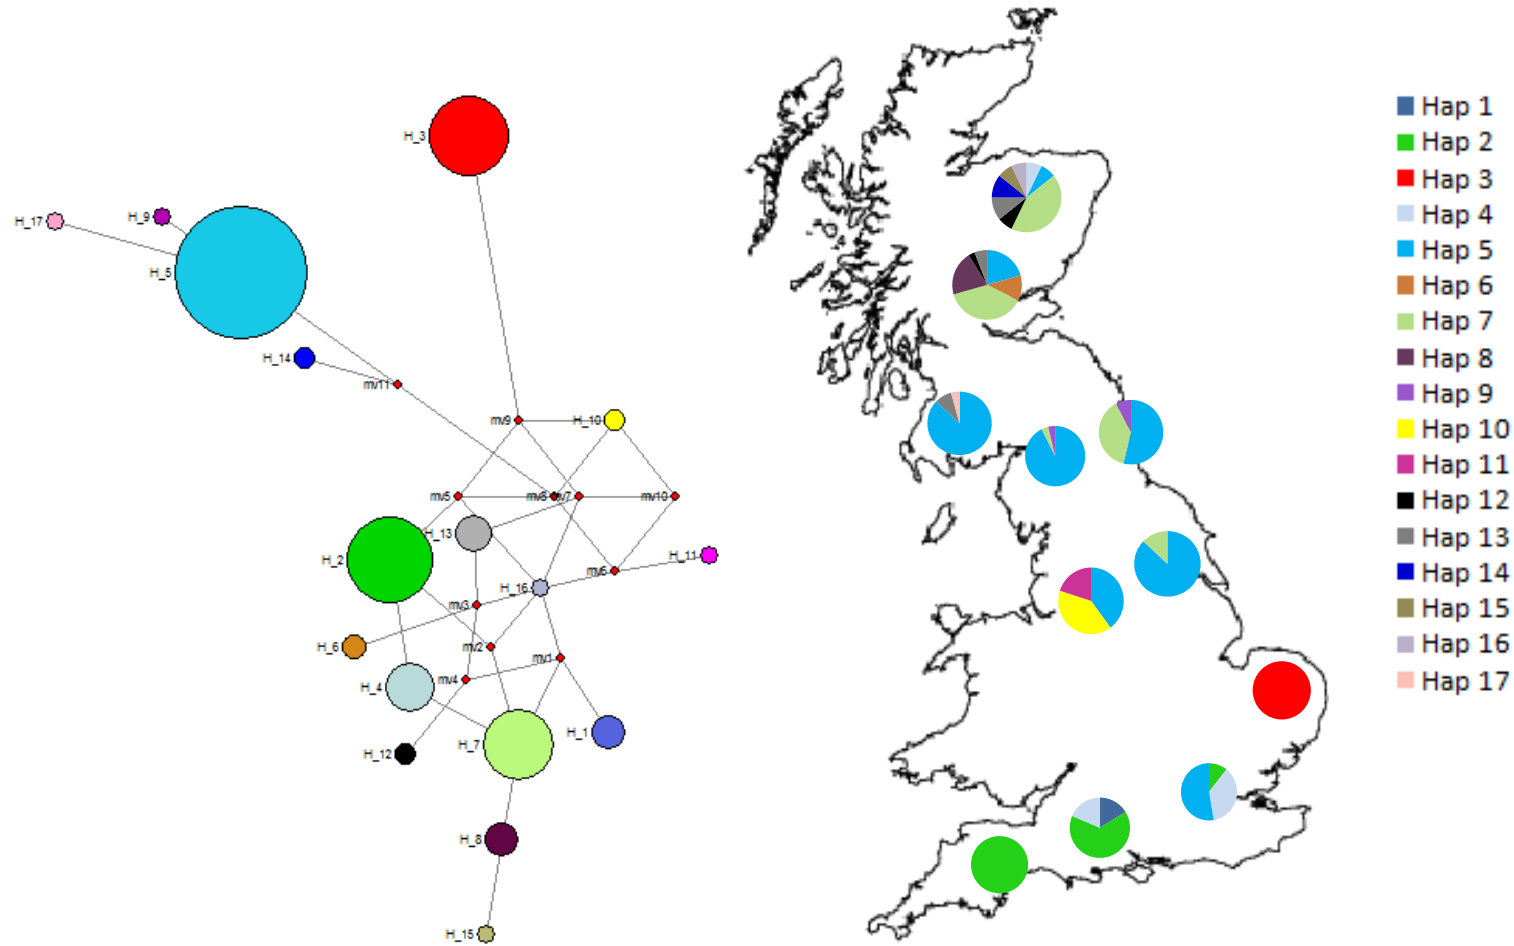 H_3
H_17
H_9
H_5
H_14
mv11
mv9
H_10
mv5
mv8
mv7
mv10
H_13
H_2
H_11
mv6
H_16
mv3
H_6
mv2
mv1
H_4
mv4
H_7
H_1
H_12
H_8
H_15
Hap 1
Hap 2
Hap 3
Hap 4
Hap 5
Hap 6
Hap 7
Hap 8
Hap 9
Hap 10
Hap 11
Hap 12
Hap 13
Hap 14
Hap 15
Hap 16
Hap 17